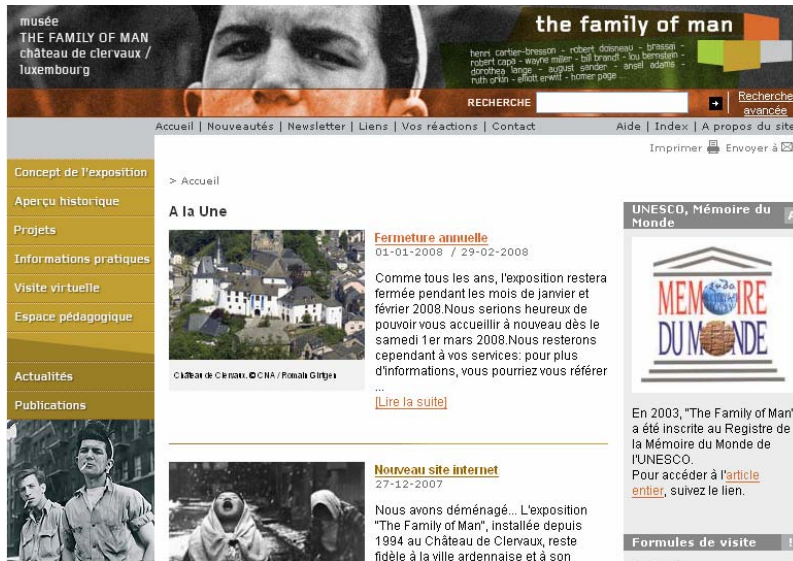 musée
THE FAMILY OF MAN
château de clervaux /
luxembourg
the family of man
henri cartier-bresson - robert doisneau - brassaï -
robert capa - wayne miller - bill brandt - lou bernstein -
dorothea lange - august sander - ansel adams -
ruth orkin - elliott erwitt - homer page ...
RECHERCHE
Recherche
avancée
Accueil | Nouveautés | Newsletter | Liens | Vos réactions | Contact
Aide | Index | A propos du site
Imprimer Envoyer à
Concept de l'exposition
Aperçu historique
Projets
Informations pratiques
Visite virtuelle
Espace pédagogique
Actualités
Publications
> Accueil
A la Une
Château de Clervaux. © CNA / Romain Girtgen
Fermeture annuelle
01-01-2008 / 29-02-2008
Comme tous les ans, l'exposition restera
fermée pendant les mois de janvier et
février 2008.Nous serions heureux de
pouvoir vous accueillir à nouveau dès le
samedi 1er mars 2008.Nous resterons
cependant à vos services: pour plus
d'informations, vous pourriez vous référer
...
[Lire la suite]
Nouveau site internet
27-12-2007
Nous avons déménagé... L'exposition
"The Family of Man", installée depuis
1994 au Château de Clervaux, reste
fidèle à la ville ardennaise et à son
UNESCO, Mémoire du
Monde
MEMOIRE
DU MONDE
En 2003, "The Family of Man"
a été inscrite au Registre de
la Mémoire du Monde de
l'UNESCO.
Pour accéder à l'article
entier, suivez le lien.
Formules de visite